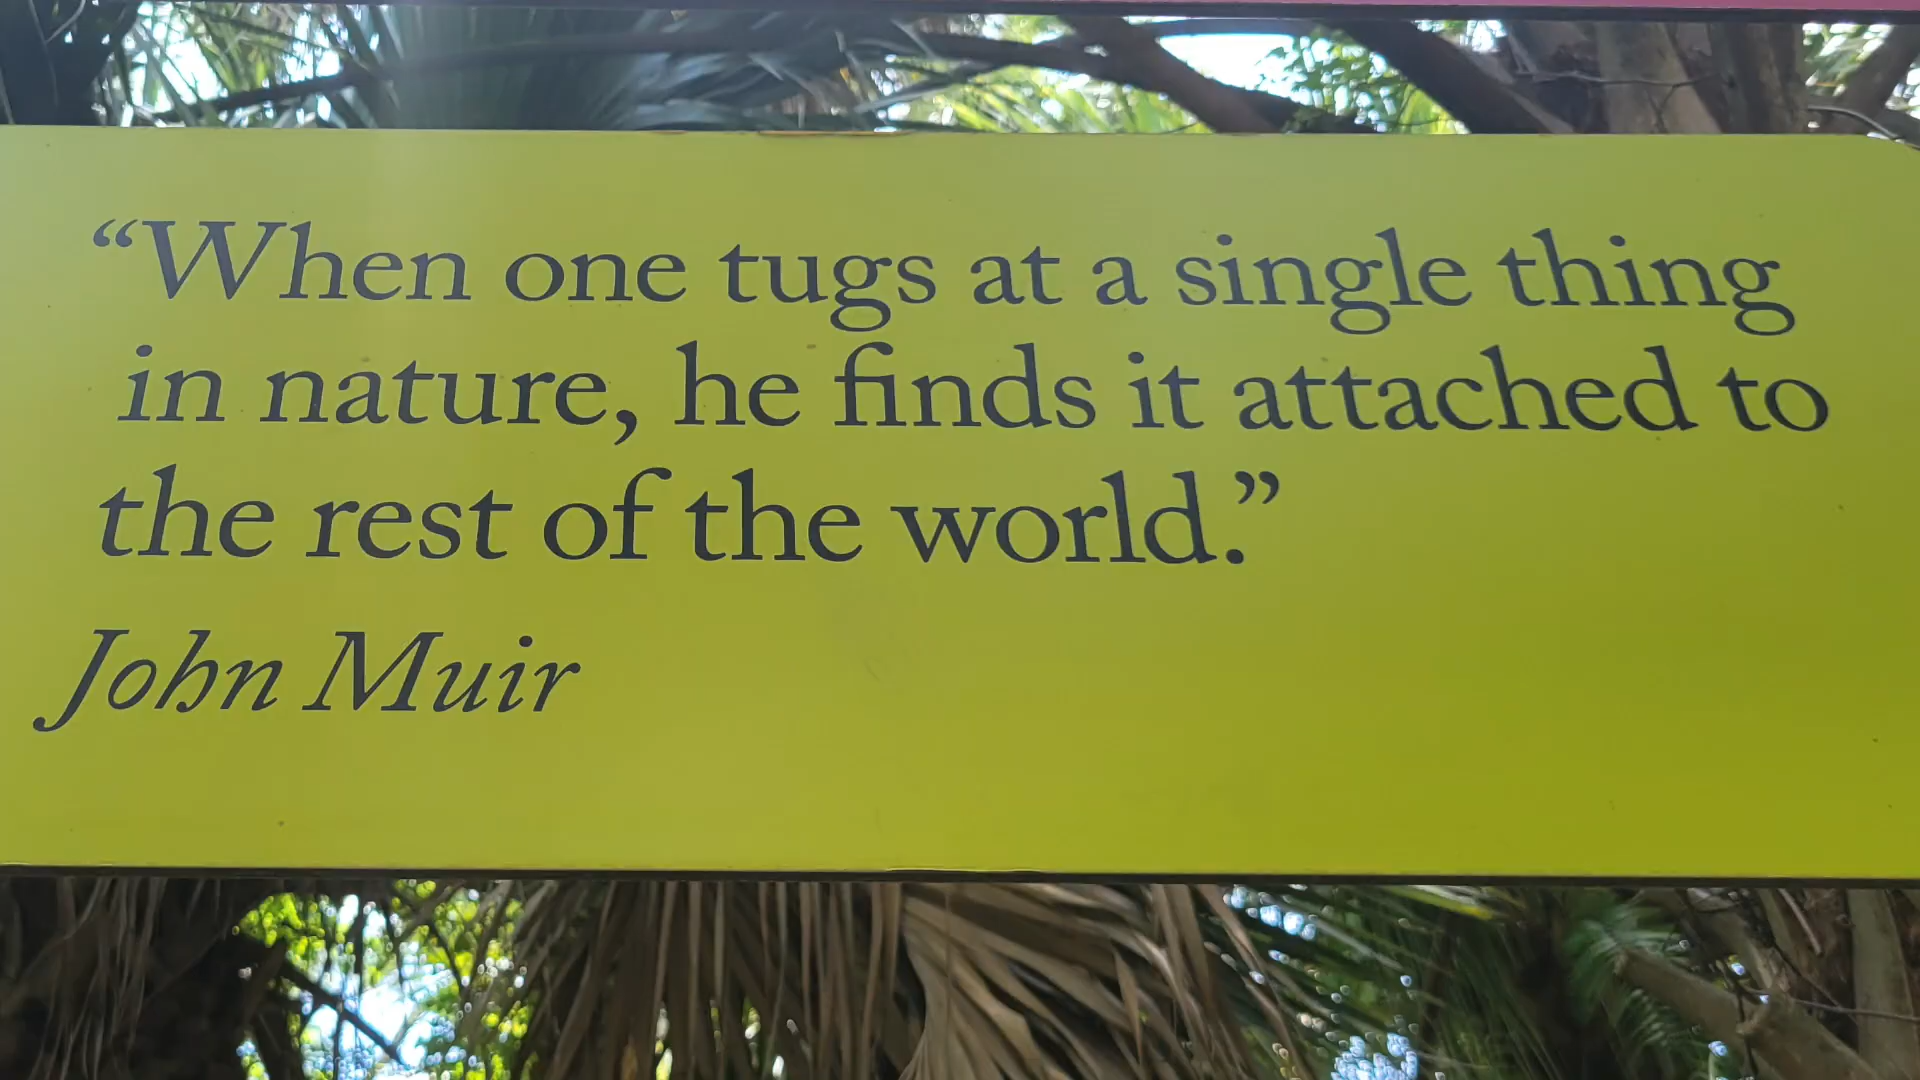 “When one tugs at a single thing
in nature, he finds it attached to
the rest of the world.”
John Muir